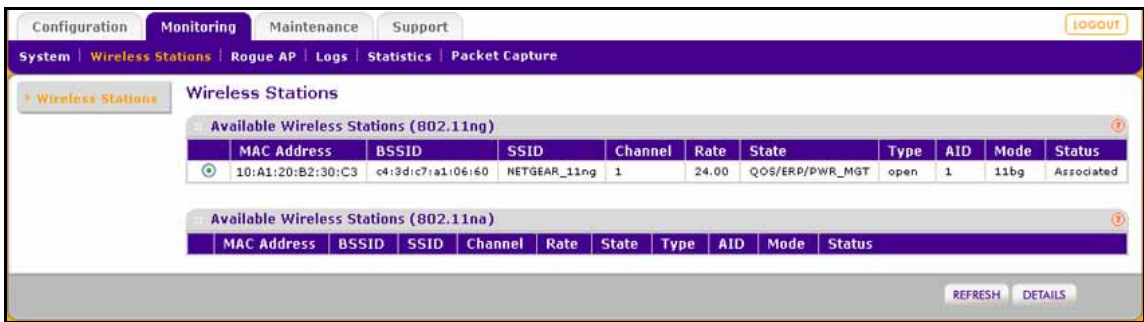 Configuration Monitoring Maintenance Support LOGOUT
System Wireless Stations Rogue AP Logs Statistics Packet Capture
Wireless Stations
Wireless Stations
Available Wireless Stations (802.11ng) ?
MAC Address BSSID SSID Channel Rate State Type AID Mode Status
10:A1:20:B2:30:C3 c4:3d:c7:a1:06:60 NETGEAR_11ng 1 24.00 QOS/ERP/PWR_MGT open 1 11bg Associated
Available Wireless Stations (802.11na) ?
MAC Address BSSID SSID Channel Rate State Type AID Mode Status
REFRESH DETAILS